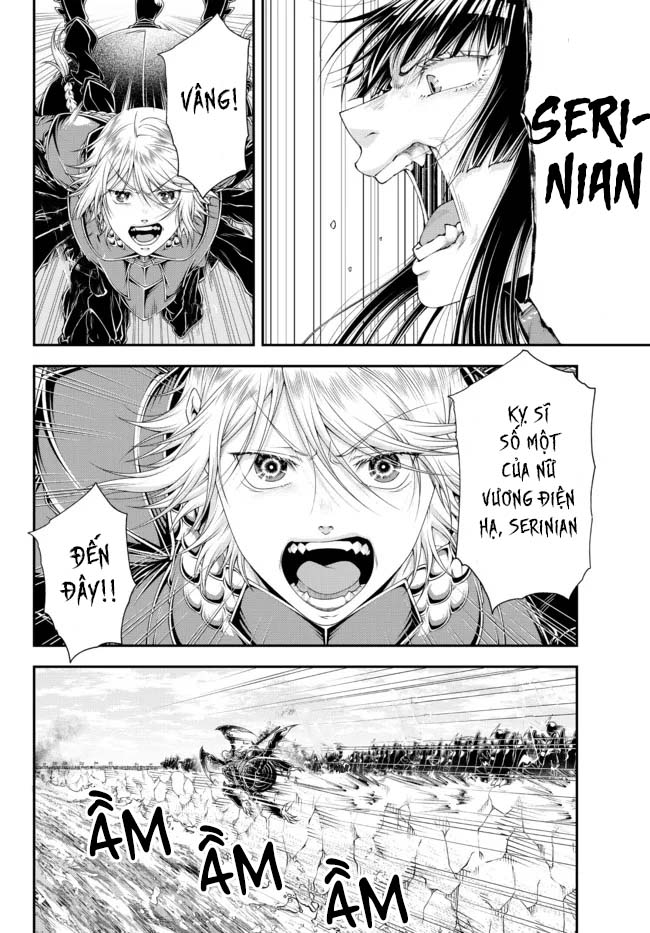 SERI-
NIAN
VÂNG!
KỴ SĨ
SỐ MỘT
CỦA NỮ
VƯƠNG ĐIỆN
HẠ, SERINIAN
ĐẾN
ĐÂY!!
ẦM
ẦM
ẦM